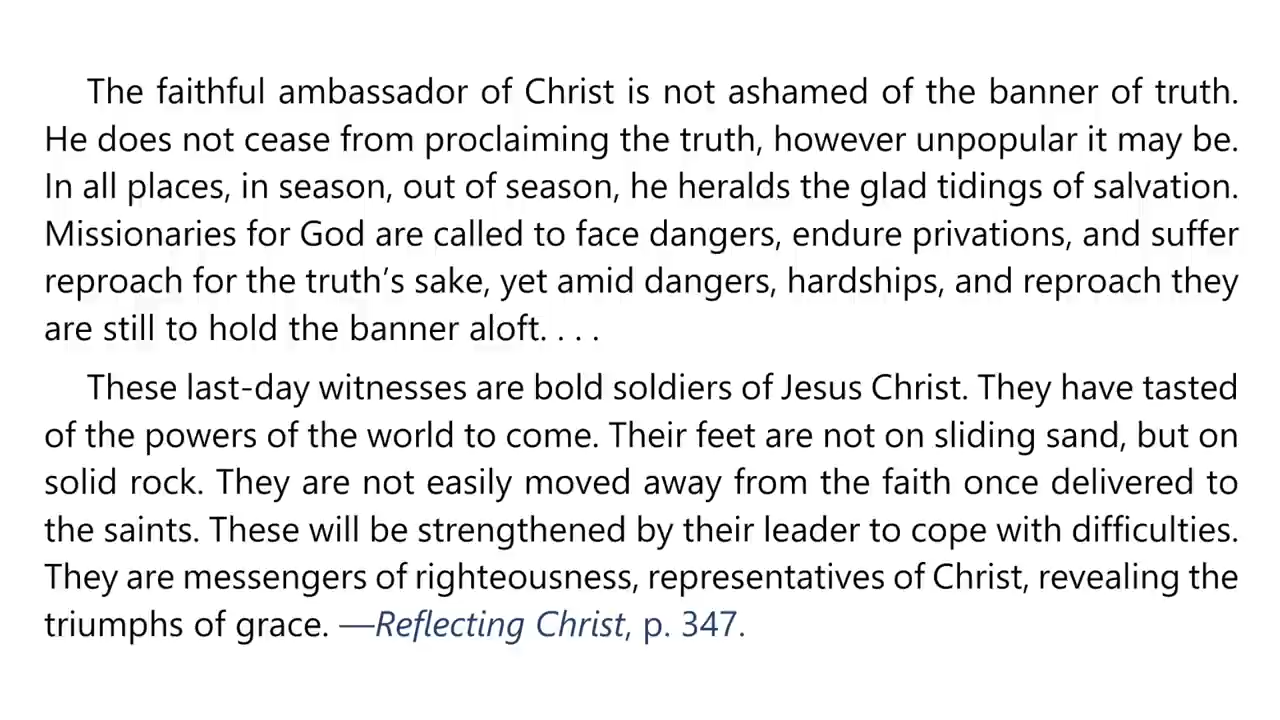 The faithful ambassador of Christ is not ashamed of the banner of truth.
He does not cease from proclaiming the truth, however unpopular it may be.
In all places, in season, out of season, he heralds the glad tidings of salvation.
Missionaries for God are called to face dangers, endure privations, and suffer
reproach for the truth’s sake, yet amid dangers, hardships, and reproach they
are still to hold the banner aloft. . . .
These last-day witnesses are bold soldiers of Jesus Christ. They have tasted
of the powers of the world to come. Their feet are not on sliding sand, but on
solid rock. They are not easily moved away from the faith once delivered to
the saints. These will be strengthened by their leader to cope with difficulties.
They are messengers of righteousness, representatives of Christ, revealing the
triumphs of grace. —Reflecting Christ, p. 347.